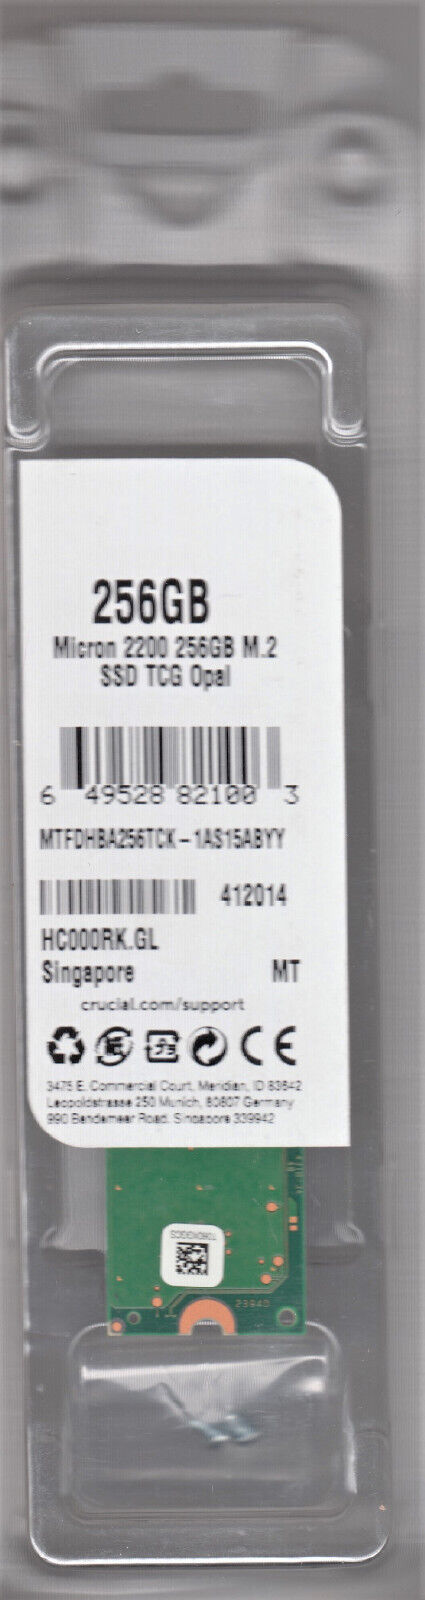 256GB
Micron 2200 256GB M.2
SSD TCG Opal
6 49528 82100 3
MTFDHBA256TCK-1AS15ABYY
412014
HC000RK.GL
Singapore MT
crucial.com/support
CE
3475 E. Commercial Court, Meridian, ID 83642
Leopoldstrasse 250 Munich, 80807 Germany
990 Bendemeer Road, Singapore 339942
2394D